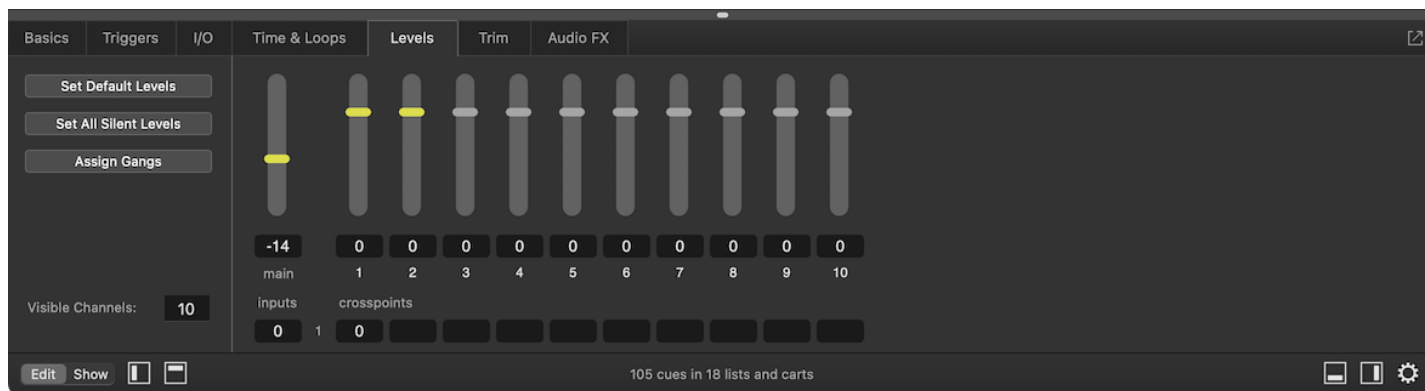 Basics Triggers I/O Time & Loops Levels Trim Audio FX
Set Default Levels
Set All Silent Levels
Assign Gangs
-14 0 0 0 0 0 0 0 0 0 0
main 1 2 3 4 5 6 7 8 9 10
Visible Channels: 10
inputs crosspoints
0 1 0
Edit Show 105 cues in 18 lists and carts